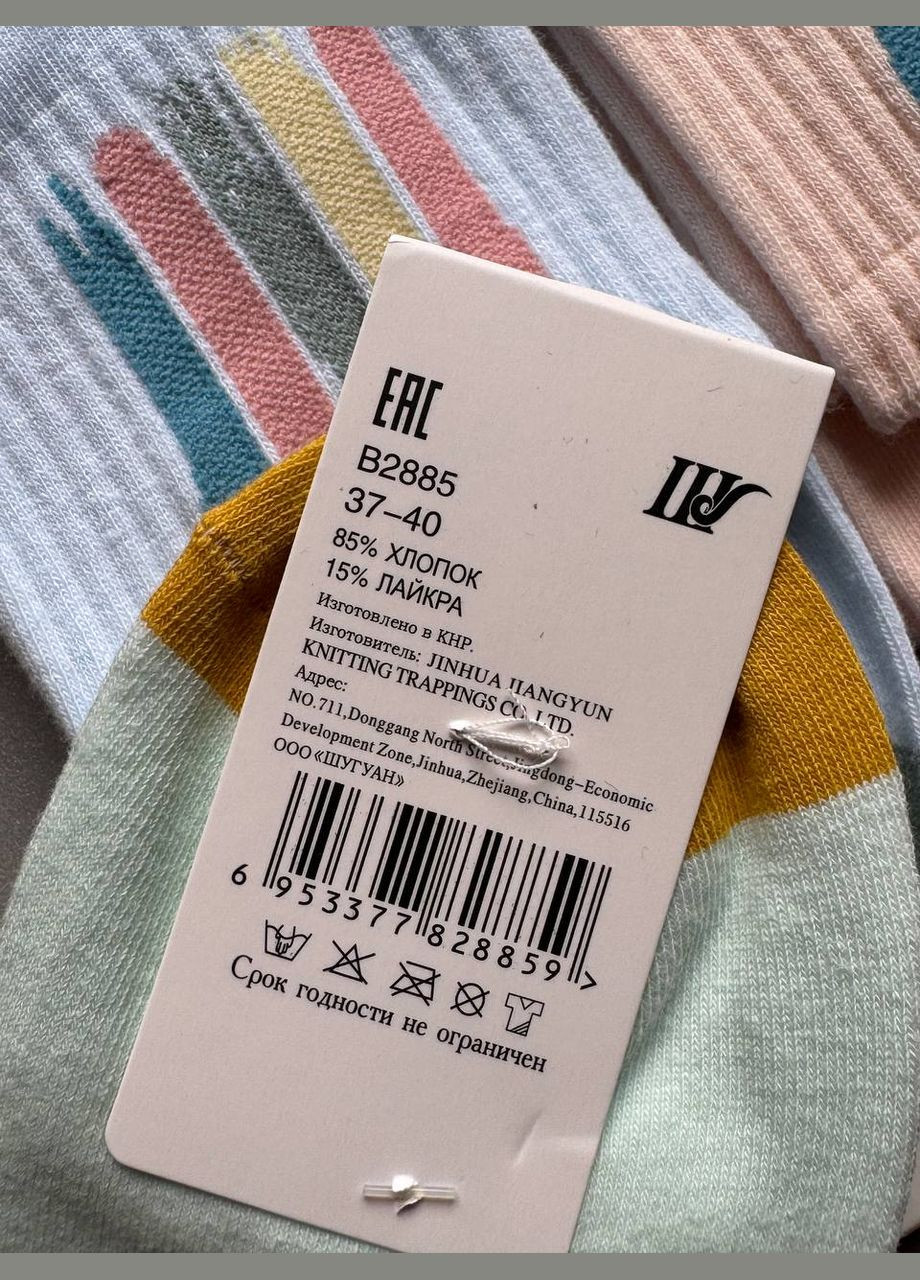 EAC
B2885
37–40
85% ХЛОПОК
15% ЛАЙКРА
Изготовлено в КНР.
Изготовитель: JINHUA JIANGYUN
KNITTING TRAPPINGS CO., LTD.
Адрес:
NO.711,Donggang North Street,Jingdong–Economic
Development Zone,Jinhua,Zhejiang,China,115516
ООО «ШУГУАН»
6 953377 828859 >
Срок годности не ограничен